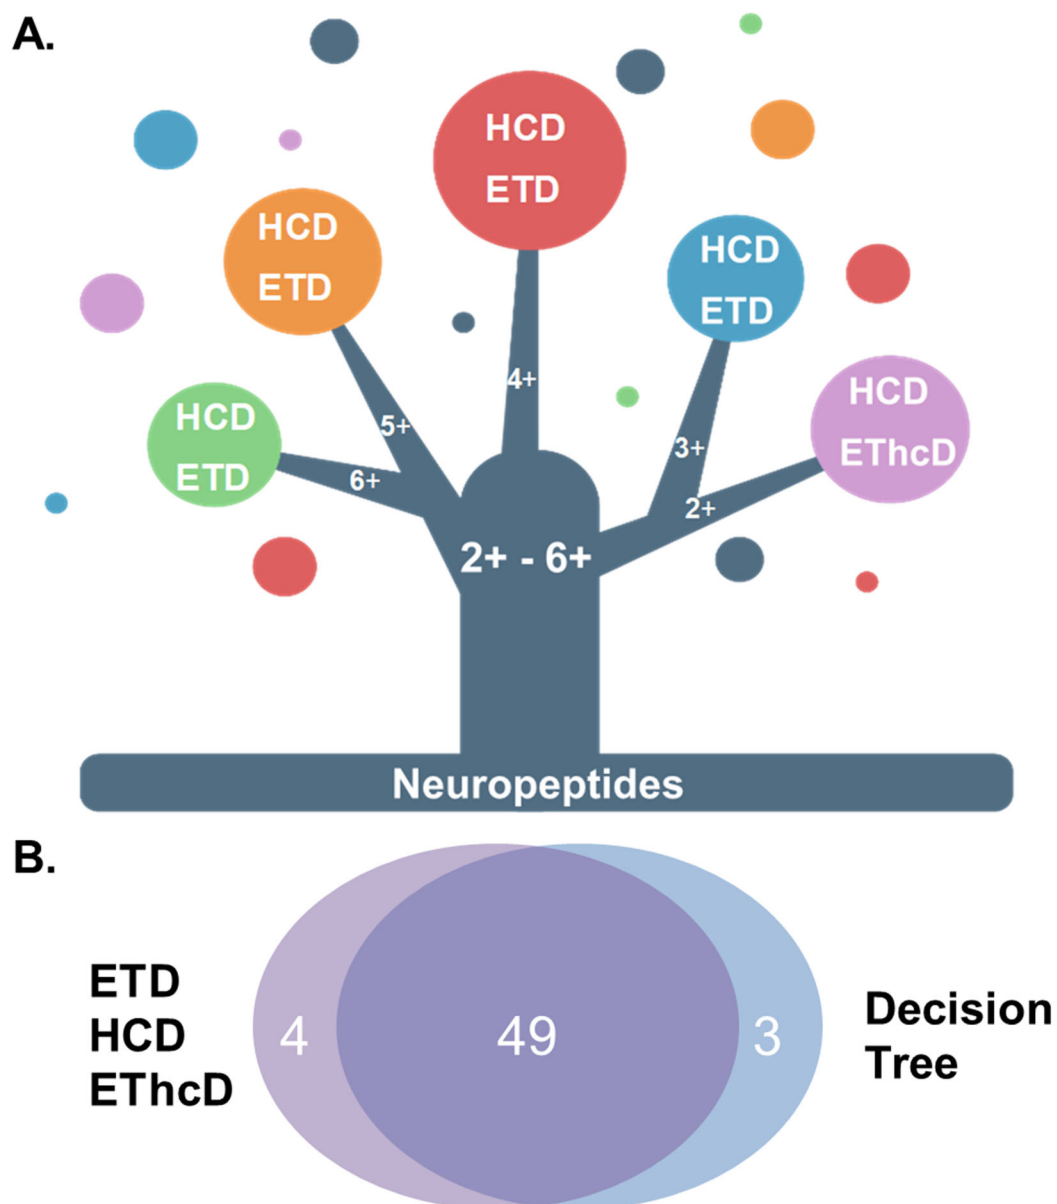 A.
HCD
ETD
HCD
ETD
HCD
ETD
HCD
EThcD
HCD
ETD
4+
5+
3+
6+
2+
2+ - 6+
Neuropeptides
B.
ETD
HCD
EThcD
4
49
3
Decision
Tree